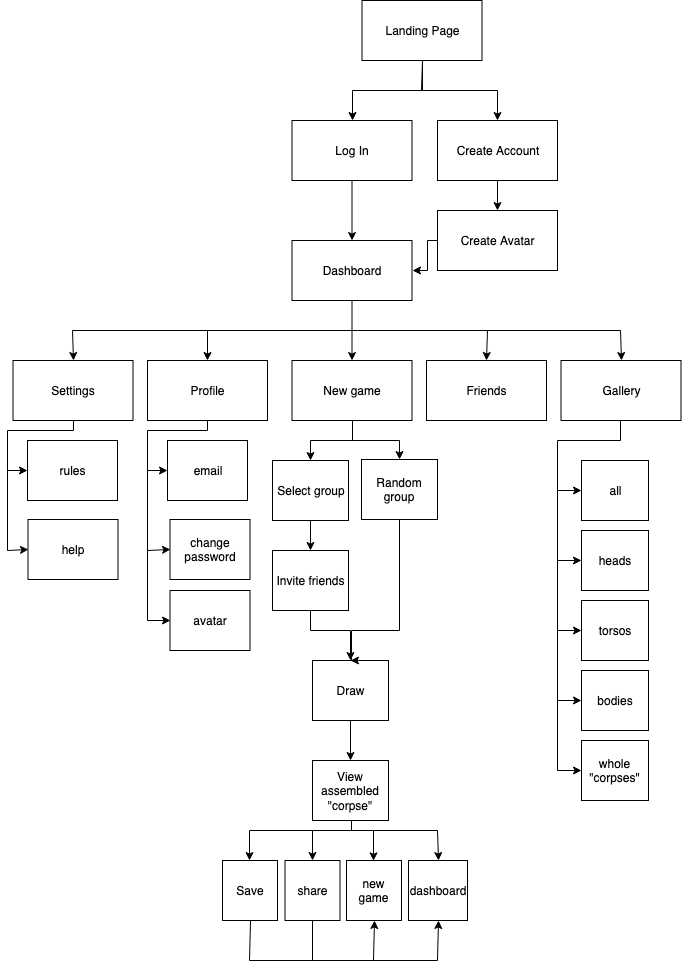 Landing Page
Log In
Create Account
Create Avatar
Dashboard
Settings
Profile
New game
Friends
Gallery
rules
email
Select group
Random
group
all
help
change
password
Invite friends
heads
avatar
torsos
Draw
bodies
View
assembled
"corpse"
whole
"corpses"
Save
share
new
game
dashboard